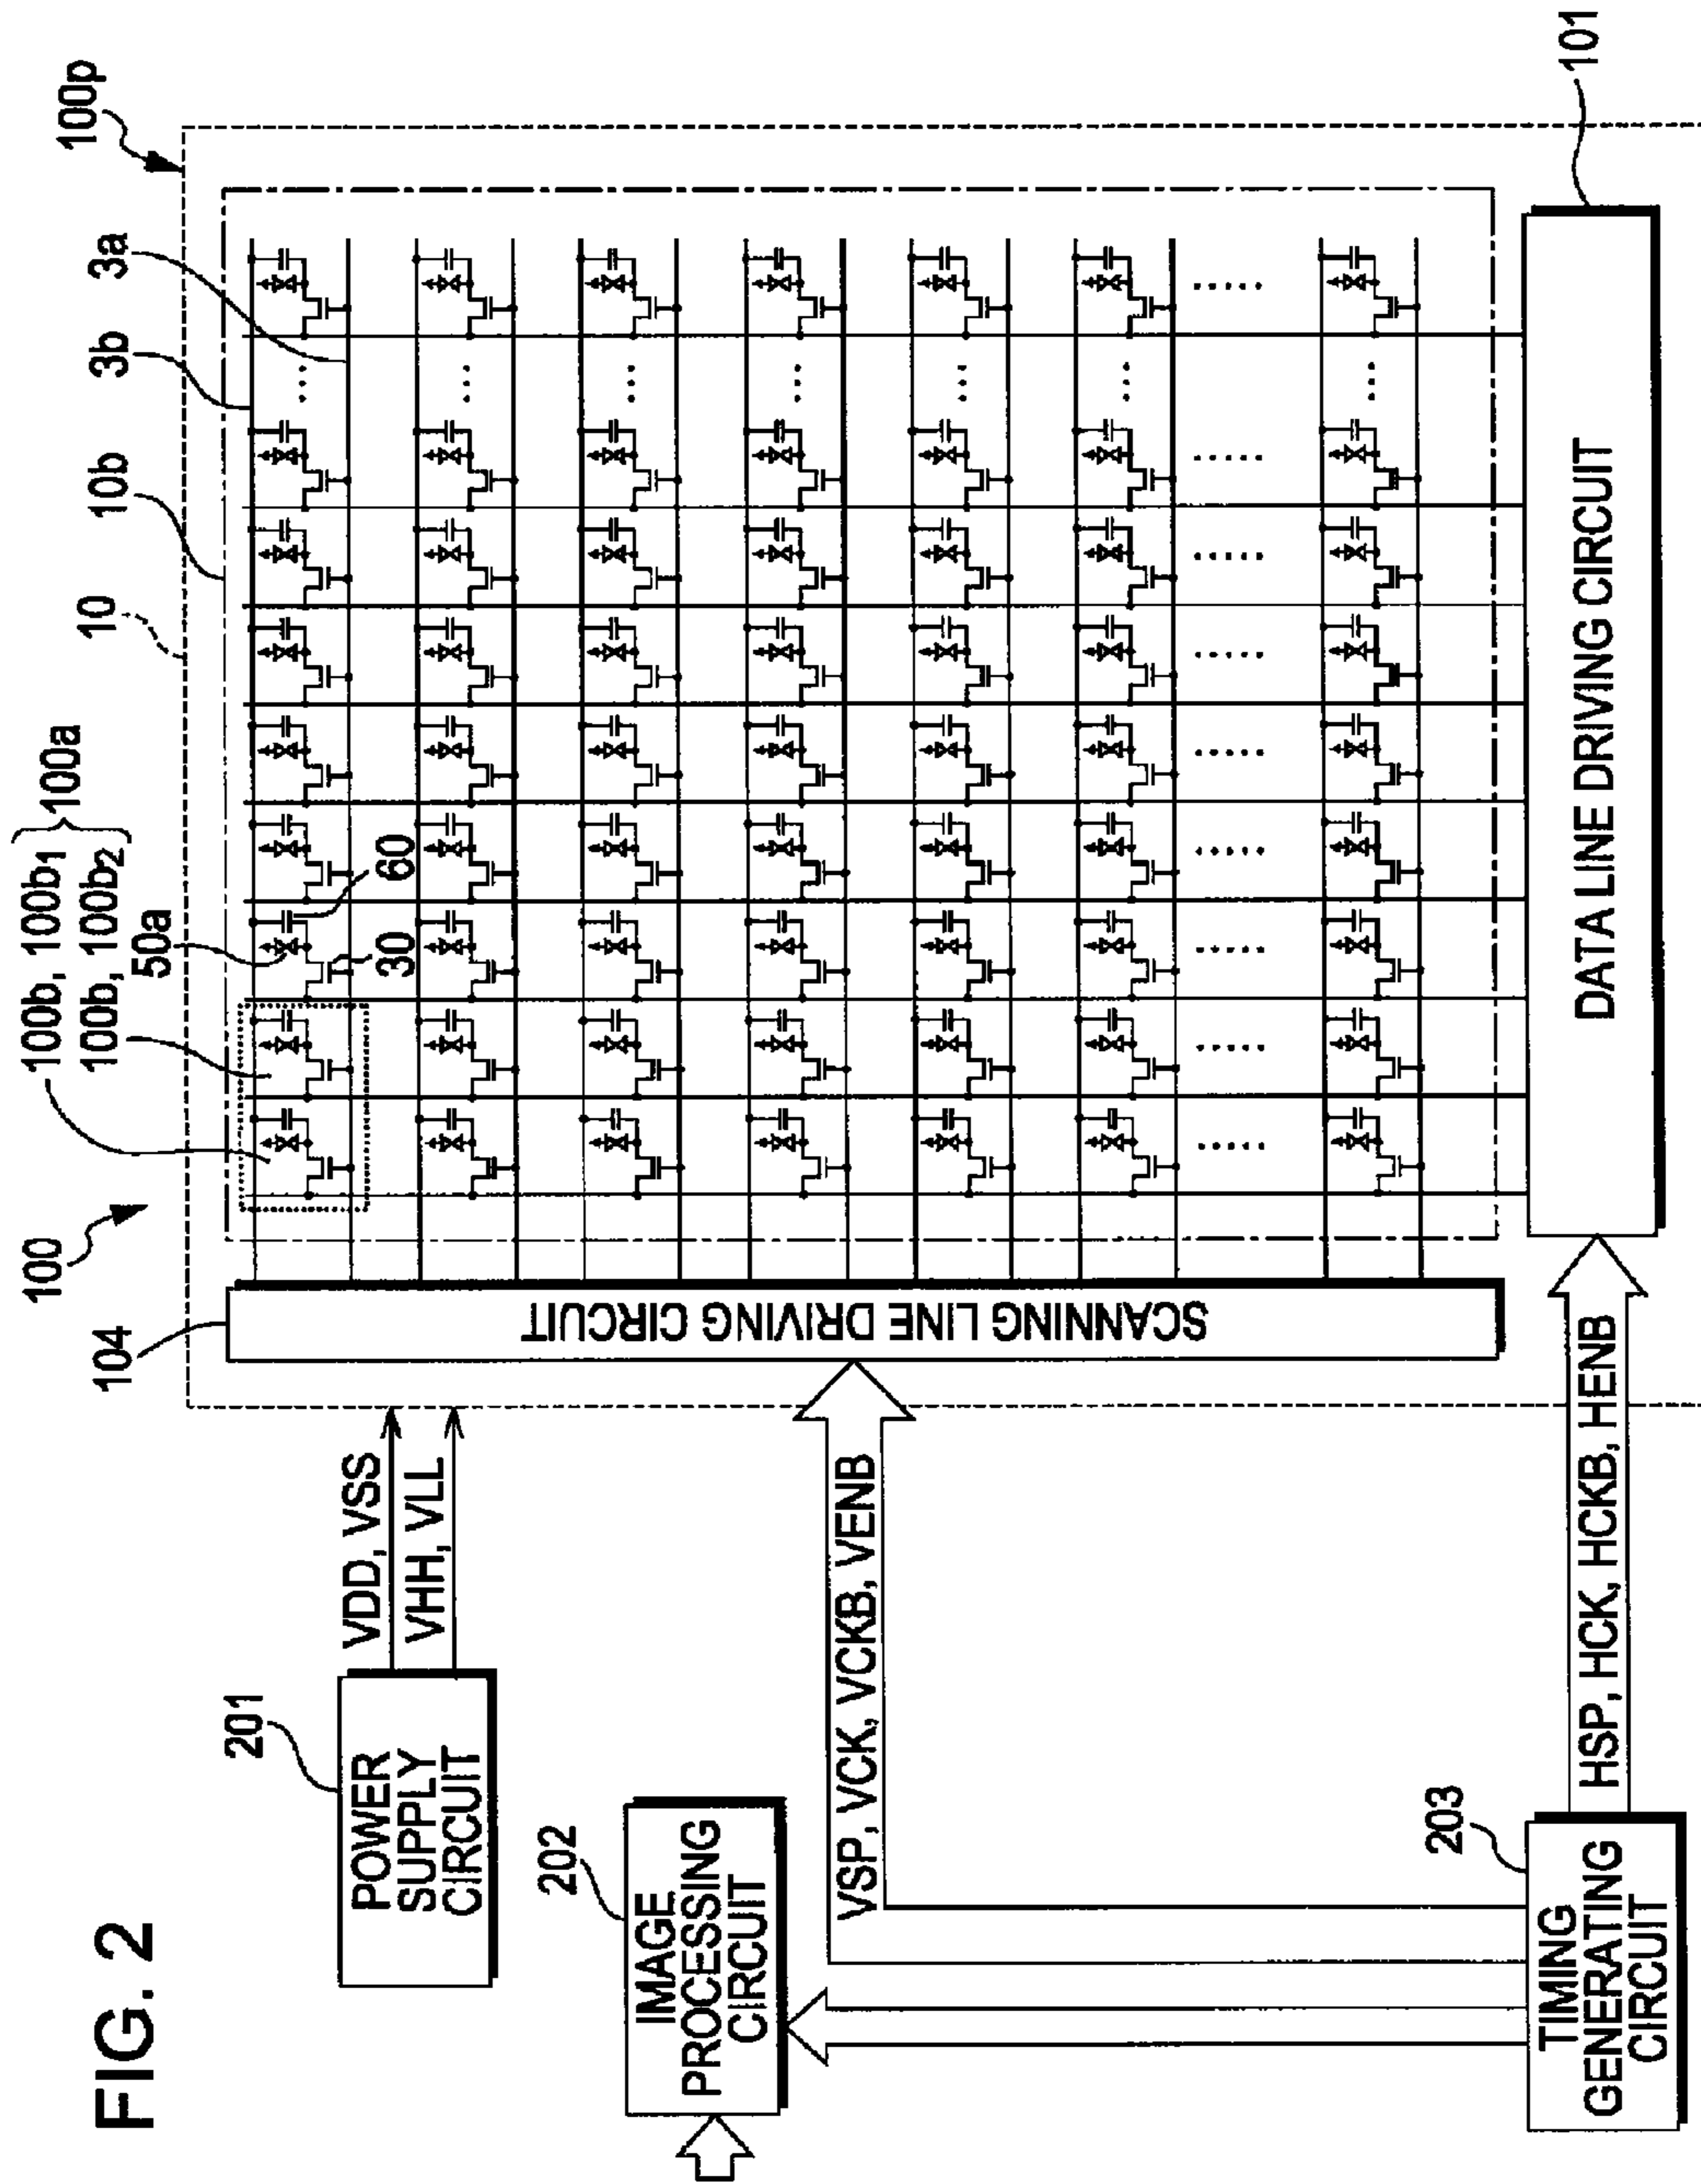 FIG. 2
100
100b, 100b1
100b, 100b2
100a
50a
60
30
10
10b
3b
3a
100p
104
SCANNING LINE DRIVING CIRCUIT
201
POWER
SUPPLY
CIRCUIT
VDD, VSS
VHH, VLL
202
IMAGE
PROCESSING
CIRCUIT
VSP, VCK, VCKB, VENB
203
TIMING
GENERATING
CIRCUIT
HSP, HCK, HCKB, HENB
DATA LINE DRIVING CIRCUIT
101